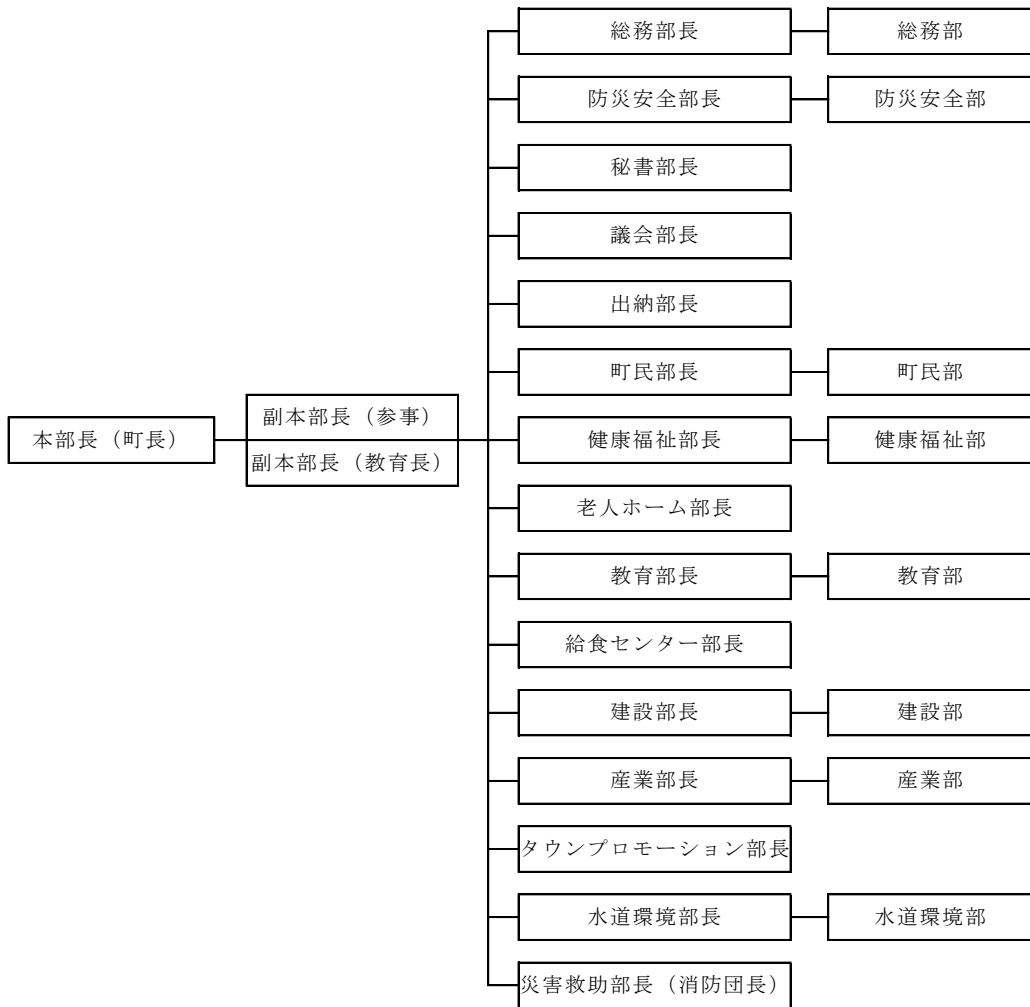 総務部長 総務部
防災安全部長 防災安全部
秘書部長
議会部長
出納部長
町民部長 町民部
本部長（町長）
副本部長（参事）
副本部長（教育長）
健康福祉部長 健康福祉部
老人ホーム部長
教育部長 教育部
給食センター部長
建設部長 建設部
産業部長 産業部
タウンプロモーション部長
水道環境部長 水道環境部
災害救助部長（消防団長）